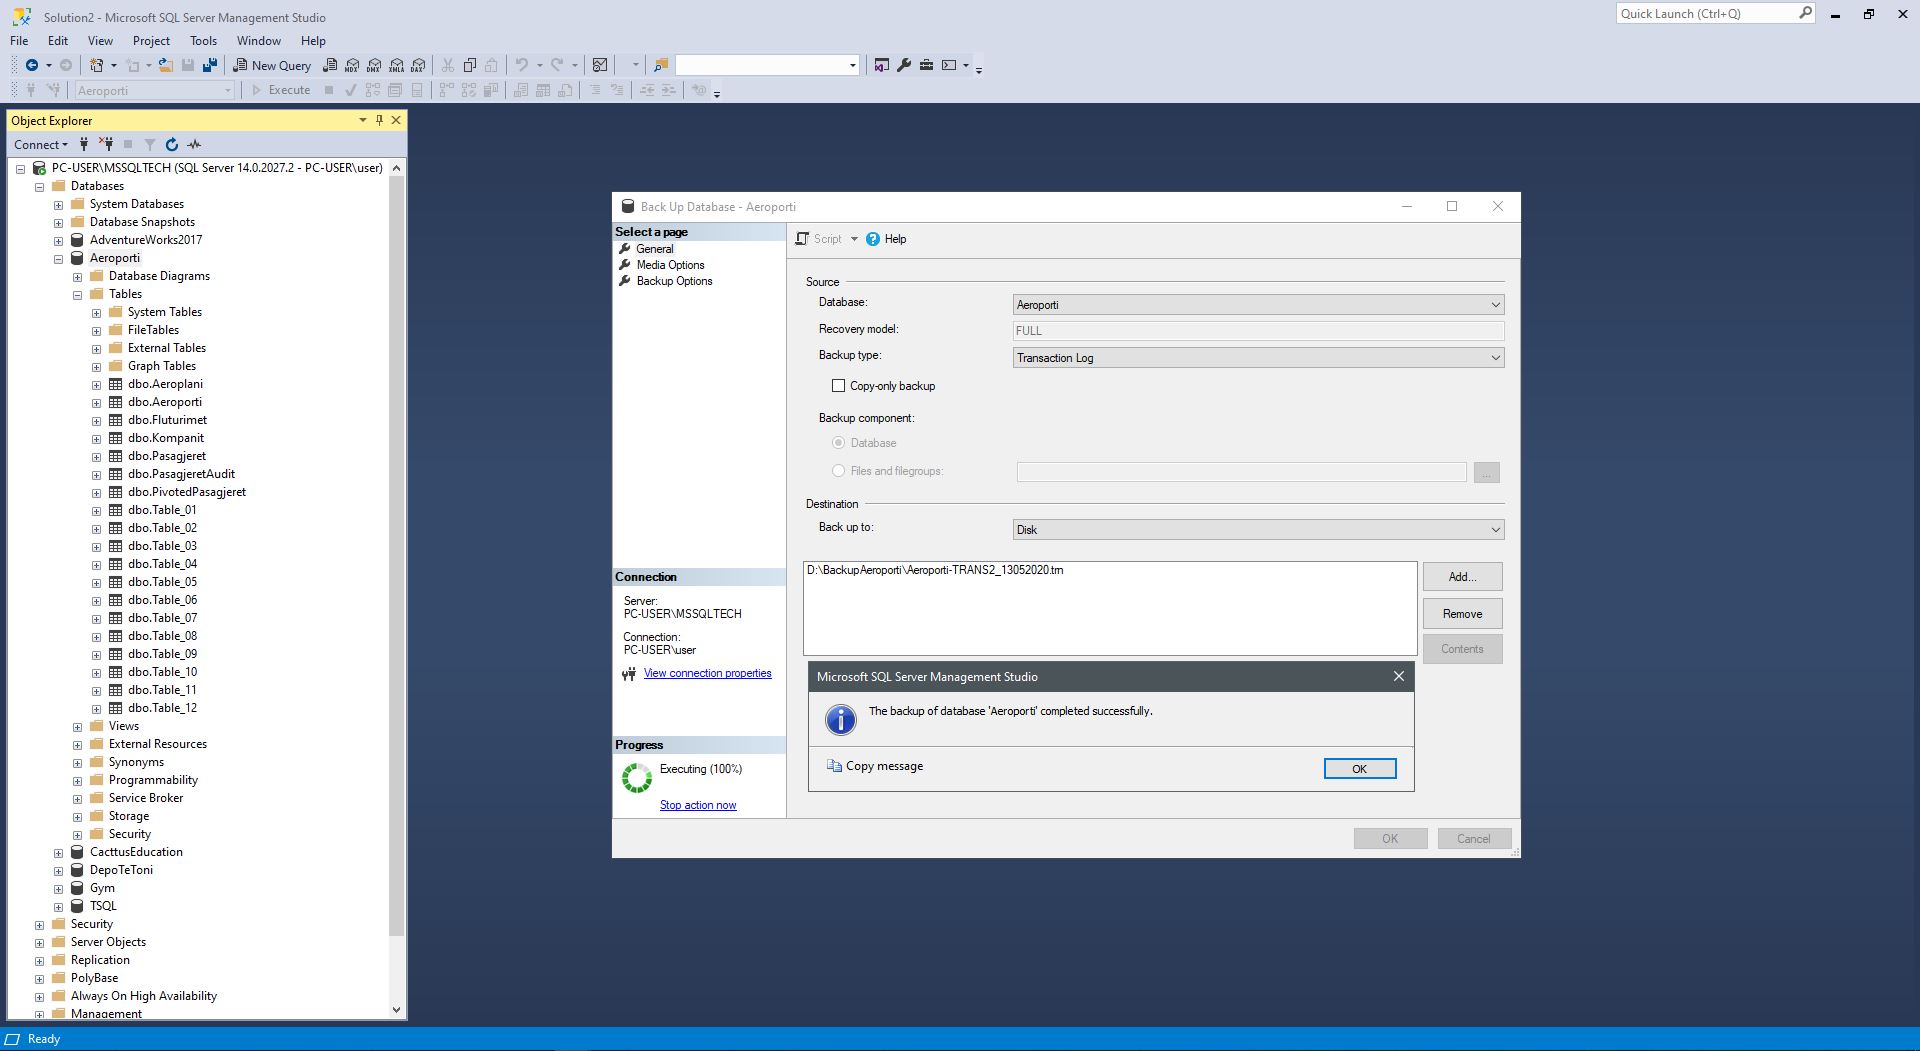 Solution2 - Microsoft SQL Server Management Studio
Quick Launch (Ctrl+Q)
File Edit View Project Tools Window Help
New Query MDX DMX XMLA DAX
Aeroporti Execute
Object Explorer
Connect
PC-USER\MSSQLTECH (SQL Server 14.0.2027.2 - PC-USER\user)
Databases
System Databases
Database Snapshots
AdventureWorks2017
Aeroporti
Database Diagrams
Tables
System Tables
FileTables
External Tables
Graph Tables
dbo.Aeroplani
dbo.Aeroporti
dbo.Fluturimet
dbo.Kompanit
dbo.Pasagjeret
dbo.PasagjeretAudit
dbo.PivotedPasagjeret
dbo.Table_01
dbo.Table_02
dbo.Table_03
dbo.Table_04
dbo.Table_05
dbo.Table_06
dbo.Table_07
dbo.Table_08
dbo.Table_09
dbo.Table_10
dbo.Table_11
dbo.Table_12
Views
External Resources
Synonyms
Programmability
Service Broker
Storage
Security
CacttusEducation
DepoTeToni
Gym
TSQL
Security
Server Objects
Replication
PolyBase
Always On High Availability
Management
Back Up Database - Aeroporti
Select a page
General
Media Options
Backup Options
Connection
Server:
PC-USER\MSSQLTECH
Connection:
PC-USER\user
View connection properties
Progress
Executing (100%)
Stop action now
Script Help
Source
Database: Aeroporti
Recovery model: FULL
Backup type: Transaction Log
Copy-only backup
Backup component:
Database
Files and filegroups: ...
Destination
Back up to: Disk
D:\BackupAeroporti\Aeroporti-TRANS2_13052020.trn
Add...
Remove
Contents
Microsoft SQL Server Management Studio
The backup of database 'Aeroporti' completed successfully.
Copy message OK
OK Cancel
Ready